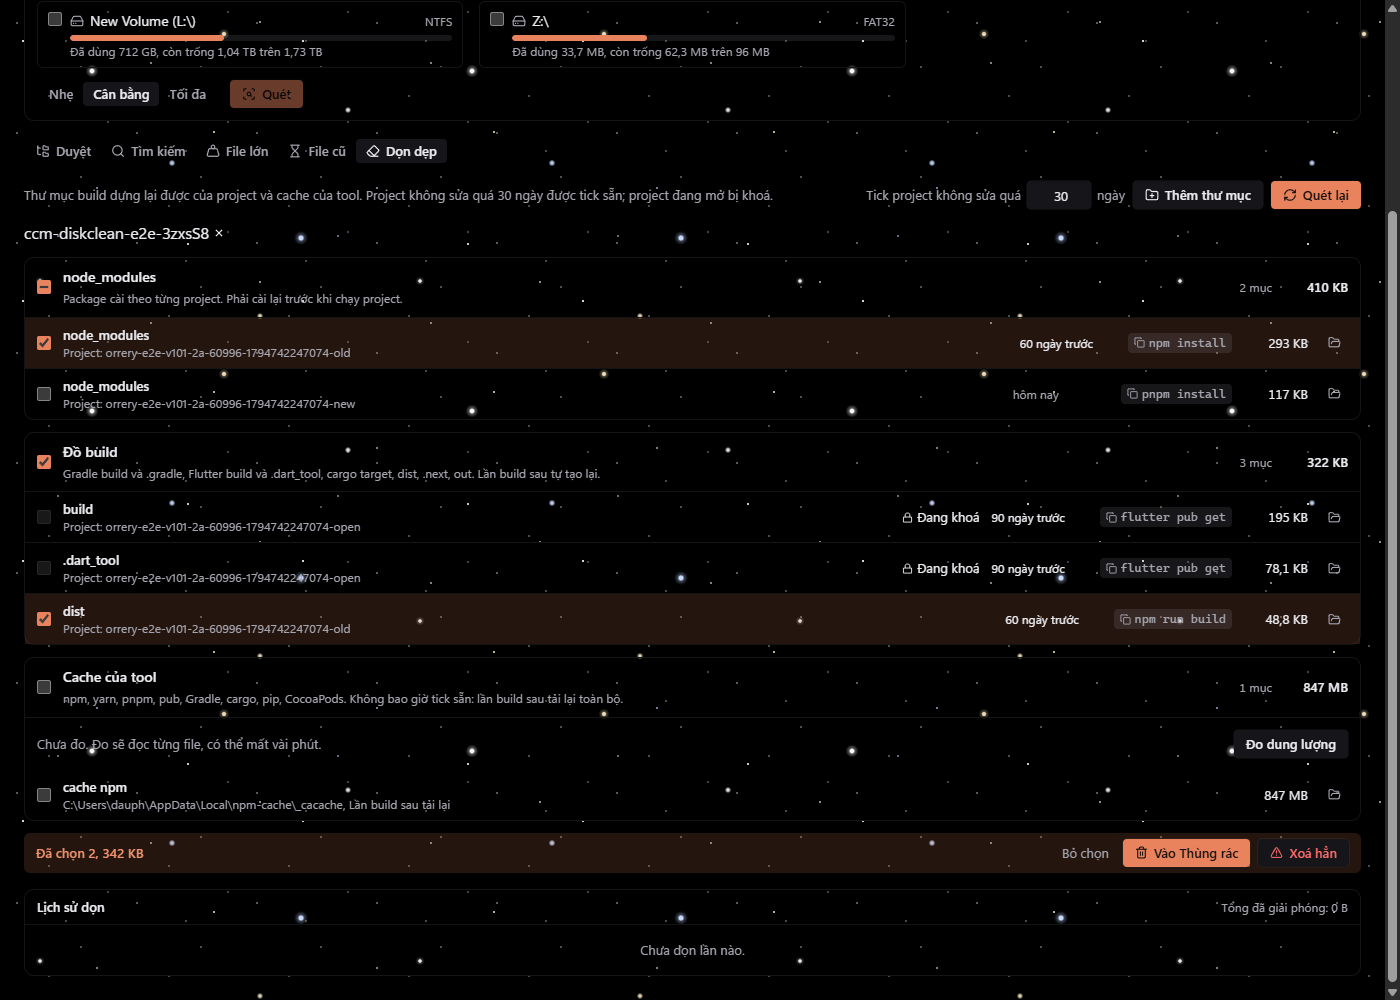 New Volume (L:\)
NTFS
Đã dùng 712 GB, còn trống 1,04 TB trên 1,73 TB
Z:\
FAT32
Đã dùng 33,7 MB, còn trống 62,3 MB trên 96 MB
Nhẹ
Cân bằng
Tối đa
Quét
Duyệt
Tìm kiếm
File lớn
File cũ
Dọn dẹp
Thư mục build dựng lại được của project và cache của tool. Project không sửa quá 30 ngày được tick sẵn; project đang mở bị khoá.
Tick project không sửa quá
30
ngày
Thêm thư mục
Quét lại
ccm-diskclean-e2e-3zxsS8 ×
node_modules
Package cài theo từng project. Phải cài lại trước khi chạy project.
2 mục
410 KB
node_modules
Project: orrery-e2e-v101-2a-60996-1794742247074-old
60 ngày trước
npm install
293 KB
node_modules
Project: orrery-e2e-v101-2a-60996-1794742247074-new
hôm nay
pnpm install
117 KB
Đồ build
Gradle build và .gradle, Flutter build và .dart_tool, cargo target, dist, .next, out. Lần build sau tự tạo lại.
3 mục
322 KB
build
Project: orrery-e2e-v101-2a-60996-1794742247074-open
Đang khoá
90 ngày trước
flutter pub get
195 KB
.dart_tool
Project: orrery-e2e-v101-2a-60996-1794742247074-open
Đang khoá
90 ngày trước
flutter pub get
78,1 KB
dist
Project: orrery-e2e-v101-2a-60996-1794742247074-old
60 ngày trước
npm run build
48,8 KB
Cache của tool
npm, yarn, pnpm, pub, Gradle, cargo, pip, CocoaPods. Không bao giờ tick sẵn: lần build sau tải lại toàn bộ.
1 mục
847 MB
Chưa đo. Đo sẽ đọc từng file, có thể mất vài phút.
Đo dung lượng
cache npm
C:\Users\dauph\AppData\Local\npm-cache\_cacache, Lần build sau tải lại
847 MB
Đã chọn 2, 342 KB
Bỏ chọn
Vào Thùng rác
Xoá hẳn
Lịch sử dọn
Tổng đã giải phóng: 0 B
Chưa dọn lần nào.